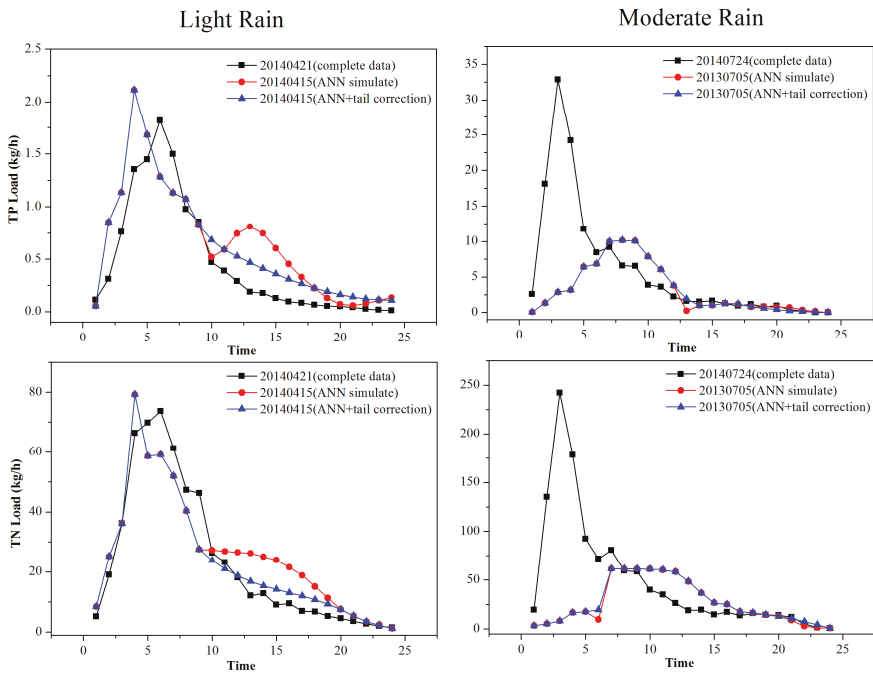 Light Rain
Moderate Rain
2.5
2.0
1.5
1.0
0.5
0.0
TP Load (kg/h)
20140421(complete data)
20140415(ANN simulate)
20140415(ANN+tail correction)
0 5 10 15 20 25
Time
35
30
25
20
15
10
5
0
20140724(complete data)
20130705(ANN simulate)
20130705(ANN+tail correction)
0 5 10 15 20 25
Time
80
60
40
20
0
TN Load (kg/h)
20140421(complete data)
20140415(ANN simulate)
20140415(ANN+tail correction)
0 5 10 15 20 25
Time
250
200
150
100
50
0
20140724(complete data)
20130705(ANN simulate)
20130705(ANN+tail correction)
0 5 10 15 20 25
Time